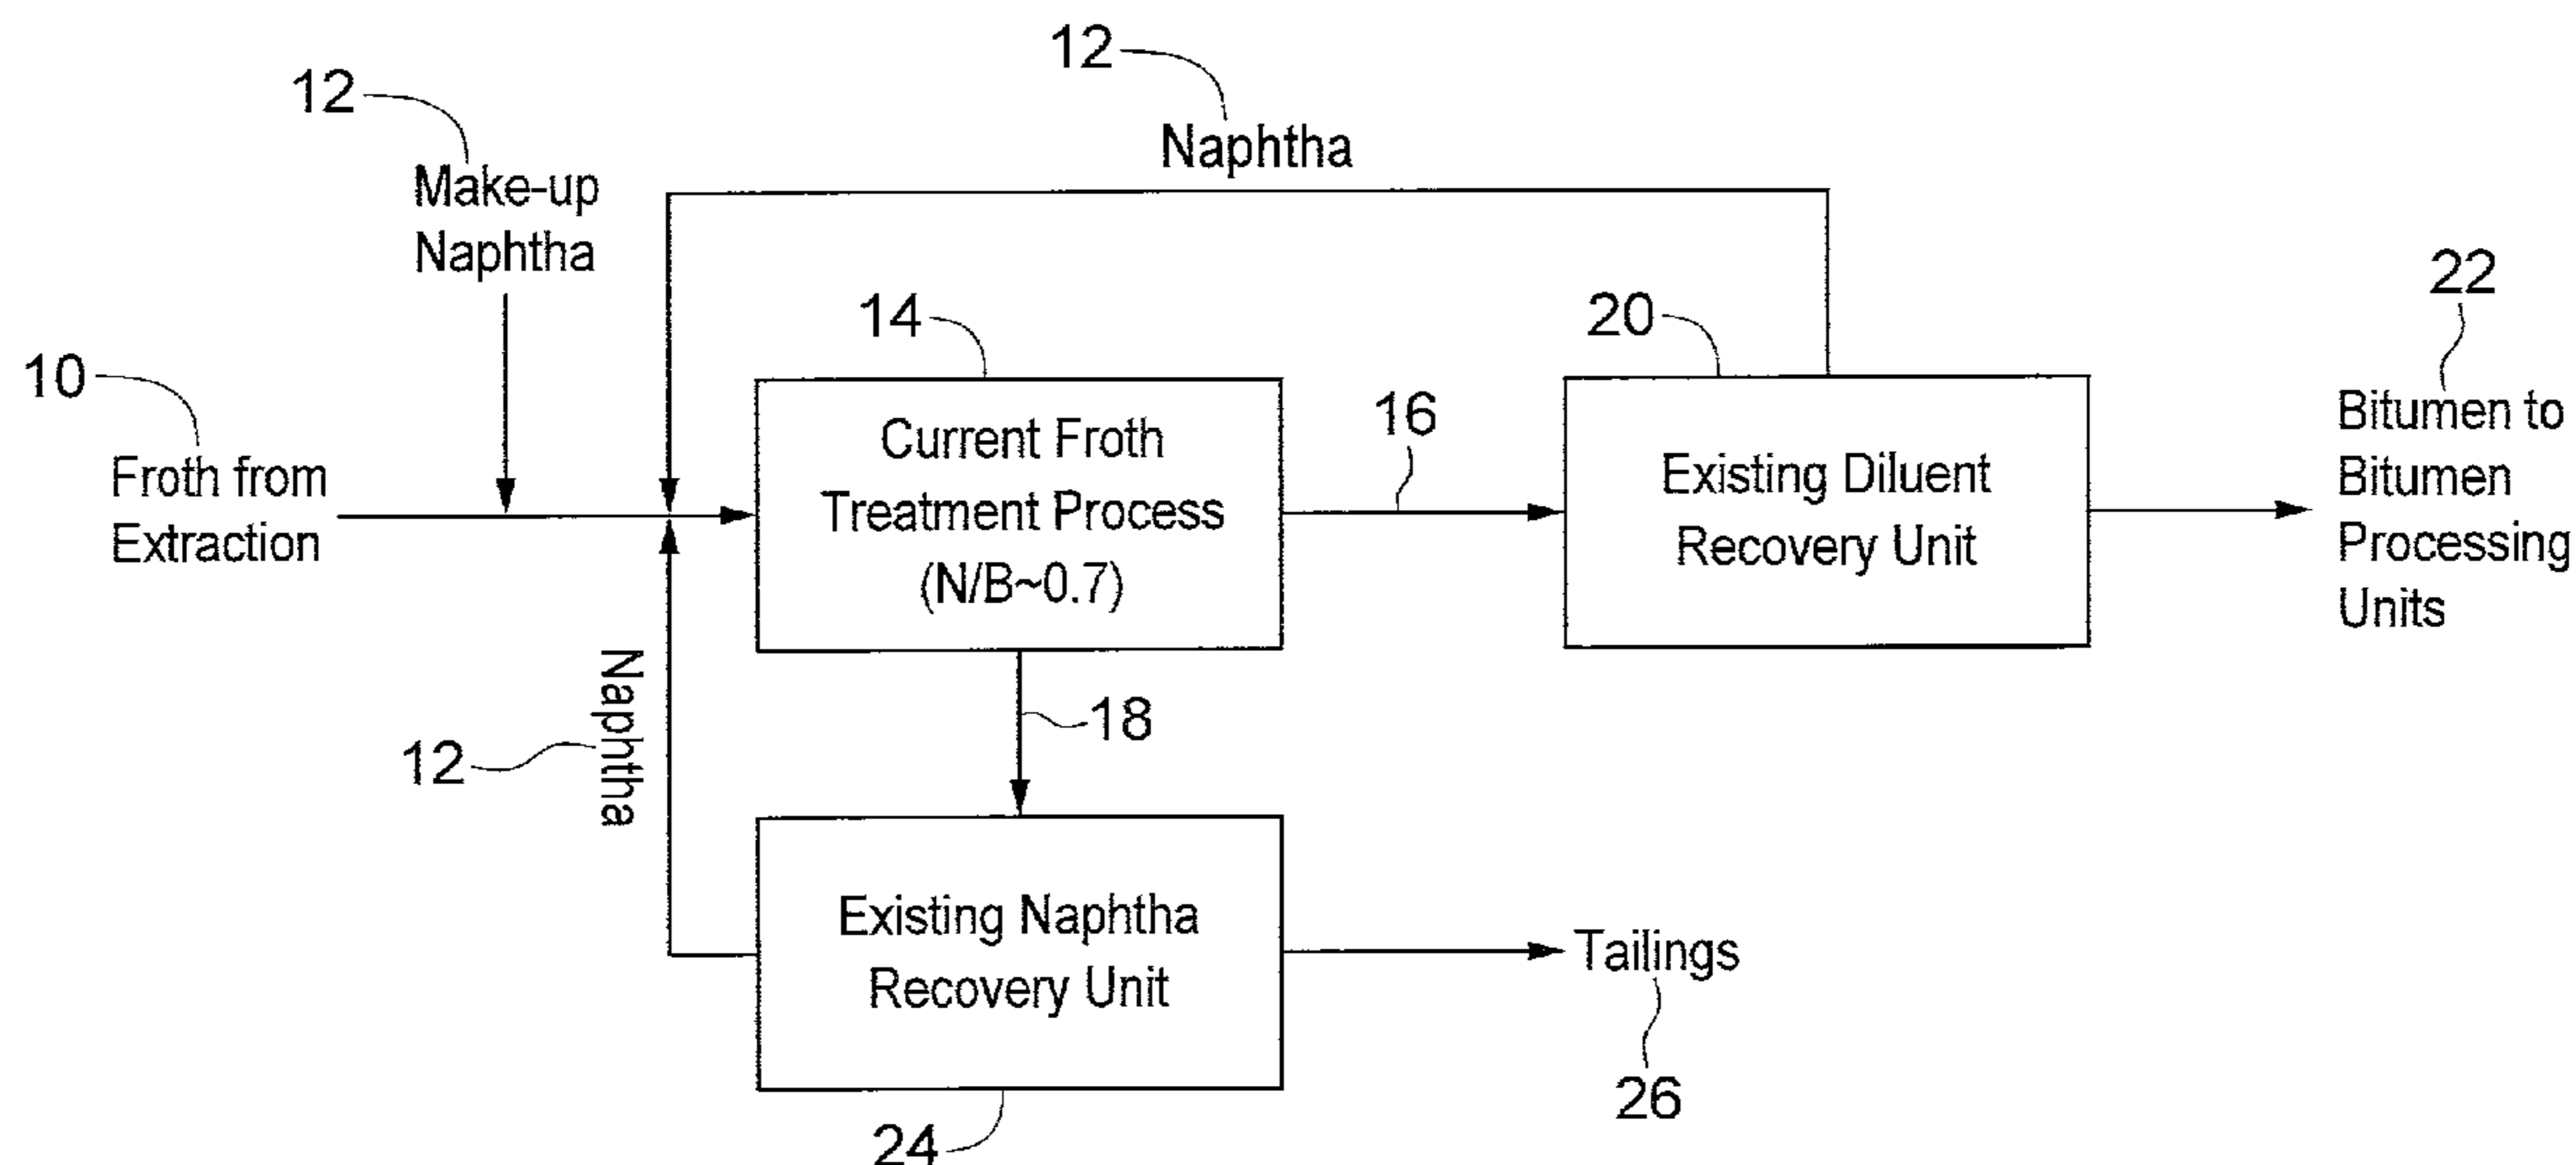 12
12
Make-up
Naphtha
Naphtha
10
Froth from
Extraction
14
Current Froth
Treatment Process
(N/B~0.7)
16
20
Existing Diluent
Recovery Unit
22
Bitumen to
Bitumen
Processing
Units
12
Naphtha
18
Existing Naphtha
Recovery Unit
24
Tailings
26